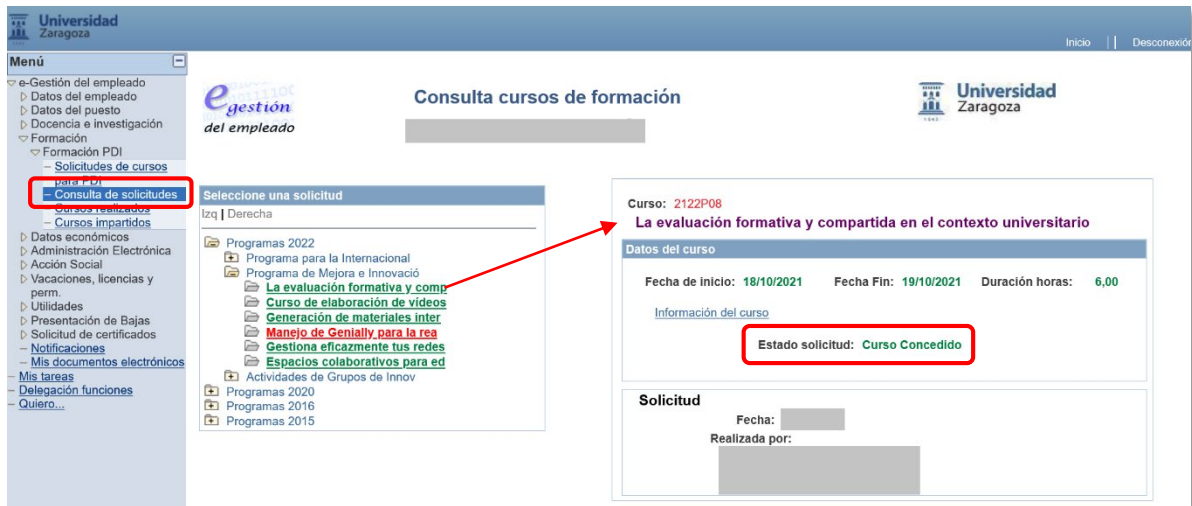 Universidad
Zaragoza
Inicio || Desconexión
Menú
e-Gestión del empleado
Datos del empleado
Datos del puesto
Docencia e investigación
Formación
Formación PDI
Solicitudes de cursos
para PDI
Consulta de solicitudes
Cursos realizados
Cursos impartidos
Datos económicos
Administración Electrónica
Acción Social
Vacaciones, licencias y
perm.
Utilidades
Presentación de Bajas
Solicitud de certificados
Notificaciones
Mis documentos electrónicos
Mis tareas
Delegación funciones
Quiero...
e gestión
del empleado
Consulta cursos de formación
Universidad
Zaragoza
Seleccione una solicitud
Izq | Derecha
Programas 2022
Programa para la Internacional
Programa de Mejora e Innovació
La evaluación formativa y comp
Curso de elaboración de vídeos
Generación de materiales inter
Manejo de Genially para la rea
Gestiona eficazmente tus redes
Espacios colaborativos para ed
Actividades de Grupos de Innov
Programas 2020
Programas 2016
Programas 2015
Curso: 2122P08
La evaluación formativa y compartida en el contexto universitario
Datos del curso
Fecha de inicio: 18/10/2021 Fecha Fin: 19/10/2021 Duración horas: 6,00
Información del curso
Estado solicitud: Curso Concedido
Solicitud
Fecha:
Realizada por: